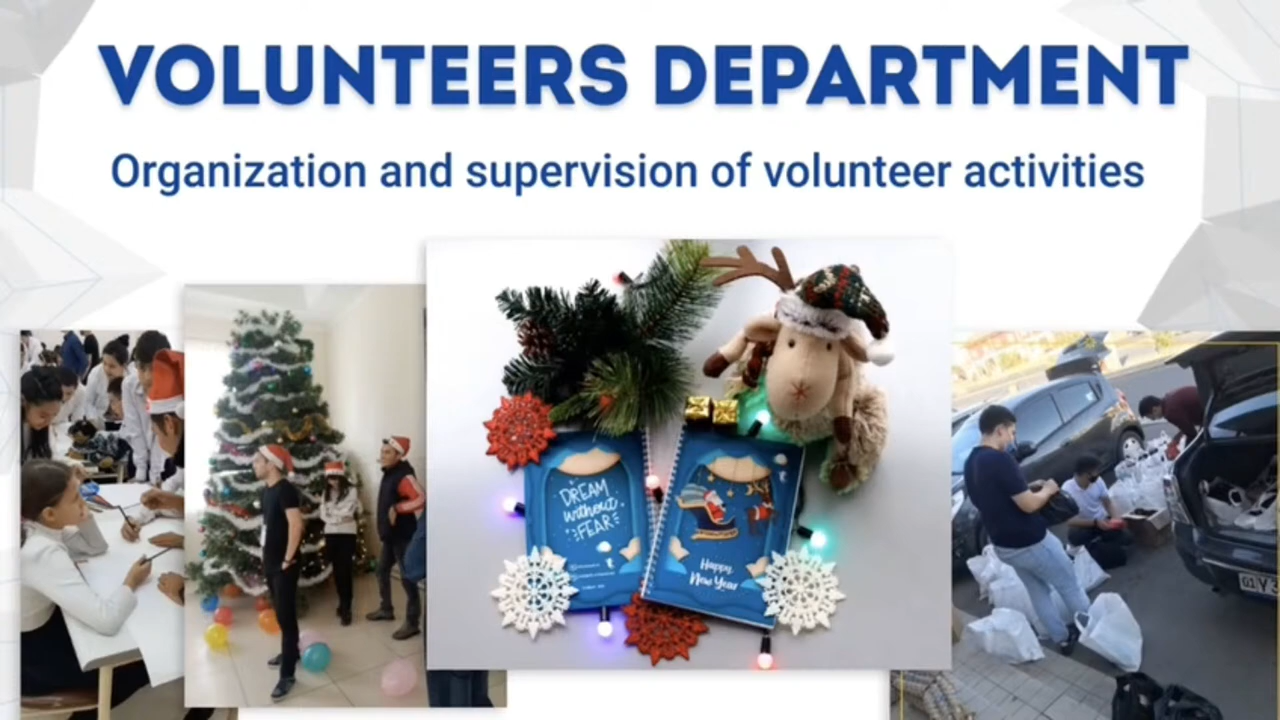 VOLUNTEERS DEPARTMENT
Organization and supervision of volunteer activities
DREAM
without
FEAR
Happy
New Year